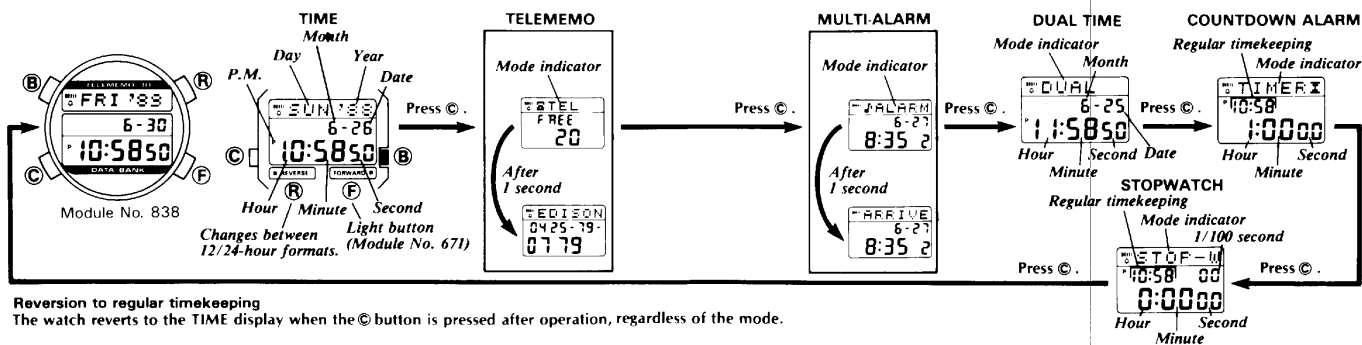 TIME
TELEMEMO
MULTI-ALARM
DUAL TIME
COUNTDOWN ALARM
Ⓑ
Ⓡ
TELEMEMO 30
FRI '89
6-30
P 10:58 50
DATA BANK
Ⓒ
Ⓕ
Module No. 838
Month
Day
Year
P.M.
Date
SUN '88
6-26
10:58 50
Ⓒ
Ⓑ
REVERSE
FORWARD
Ⓡ
Ⓕ
Hour
Minute
Second
Changes between
12/24-hour formats.
Light button
(Module No. 671)
Press Ⓒ.
Mode indicator
TEL
FREE
20
After
1 second
EDISON
0425-79-
0779
Press Ⓒ.
Mode indicator
ALARM
6-27
8:35 2
After
1 second
ARRIVE
6-27
8:35 2
Press Ⓒ.
Mode indicator
Month
DUAL
6-25
P 11:58 50
Hour
Second
Date
Minute
Press Ⓒ.
Regular timekeeping
Mode indicator
TIMER
P 10:58
1:00 00
Hour
Second
Minute
STOPWATCH
Regular timekeeping
Mode indicator
1/100 second
STOP-W
P 10:58 00
0:00 00
Hour
Second
Minute
Press Ⓒ.
Press Ⓒ.
Reversion to regular timekeeping
The watch reverts to the TIME display when the Ⓒ button is pressed after operation, regardless of the mode.